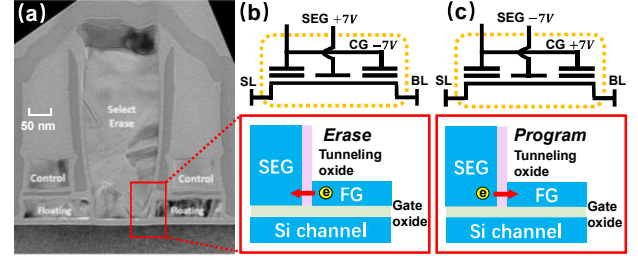 (a)
50 nm
Select
Erase
Control
Control
Floating
Floating
(b)
SEG +7V
CG −7V
SL
BL
Erase
Tunneling
oxide
SEG
e
FG
Gate
oxide
Si channel
(c)
SEG −7V
CG +7V
SL
BL
Program
Tunneling
oxide
SEG
e
FG
Gate
oxide
Si channel